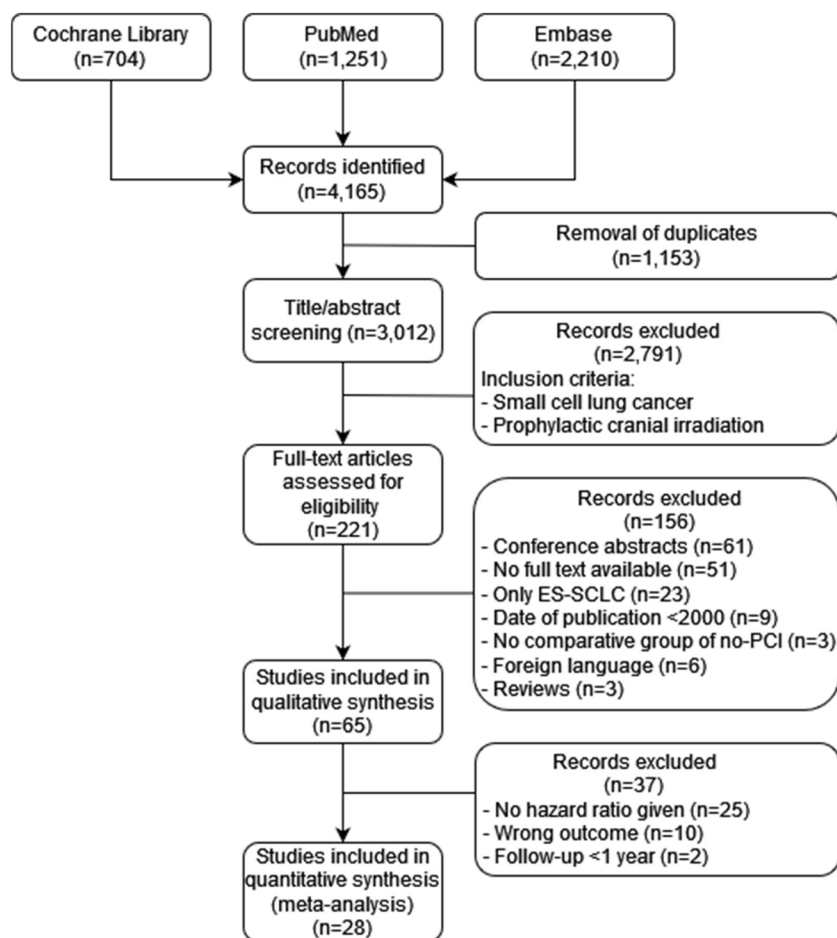 Cochrane Library
(n=704)
PubMed
(n=1,251)
Embase
(n=2,210)
Records identified
(n=4,165)
Removal of duplicates
(n=1,153)
Title/abstract
screening (n=3,012)
Records excluded
(n=2,791)
Inclusion criteria:
- Small cell lung cancer
- Prophylactic cranial irradiation
Full-text articles
assessed for
eligibility
(n=221)
Records excluded
(n=156)
- Conference abstracts (n=61)
- No full text available (n=51)
- Only ES-SCLC (n=23)
- Date of publication <2000 (n=9)
- No comparative group of no-PCI (n=3)
- Foreign language (n=6)
- Reviews (n=3)
Studies included in
qualitative synthesis
(n=65)
Records excluded
(n=37)
- No hazard ratio given (n=25)
- Wrong outcome (n=10)
- Follow-up <1 year (n=2)
Studies included in
quantitative synthesis
(meta-analysis)
(n=28)